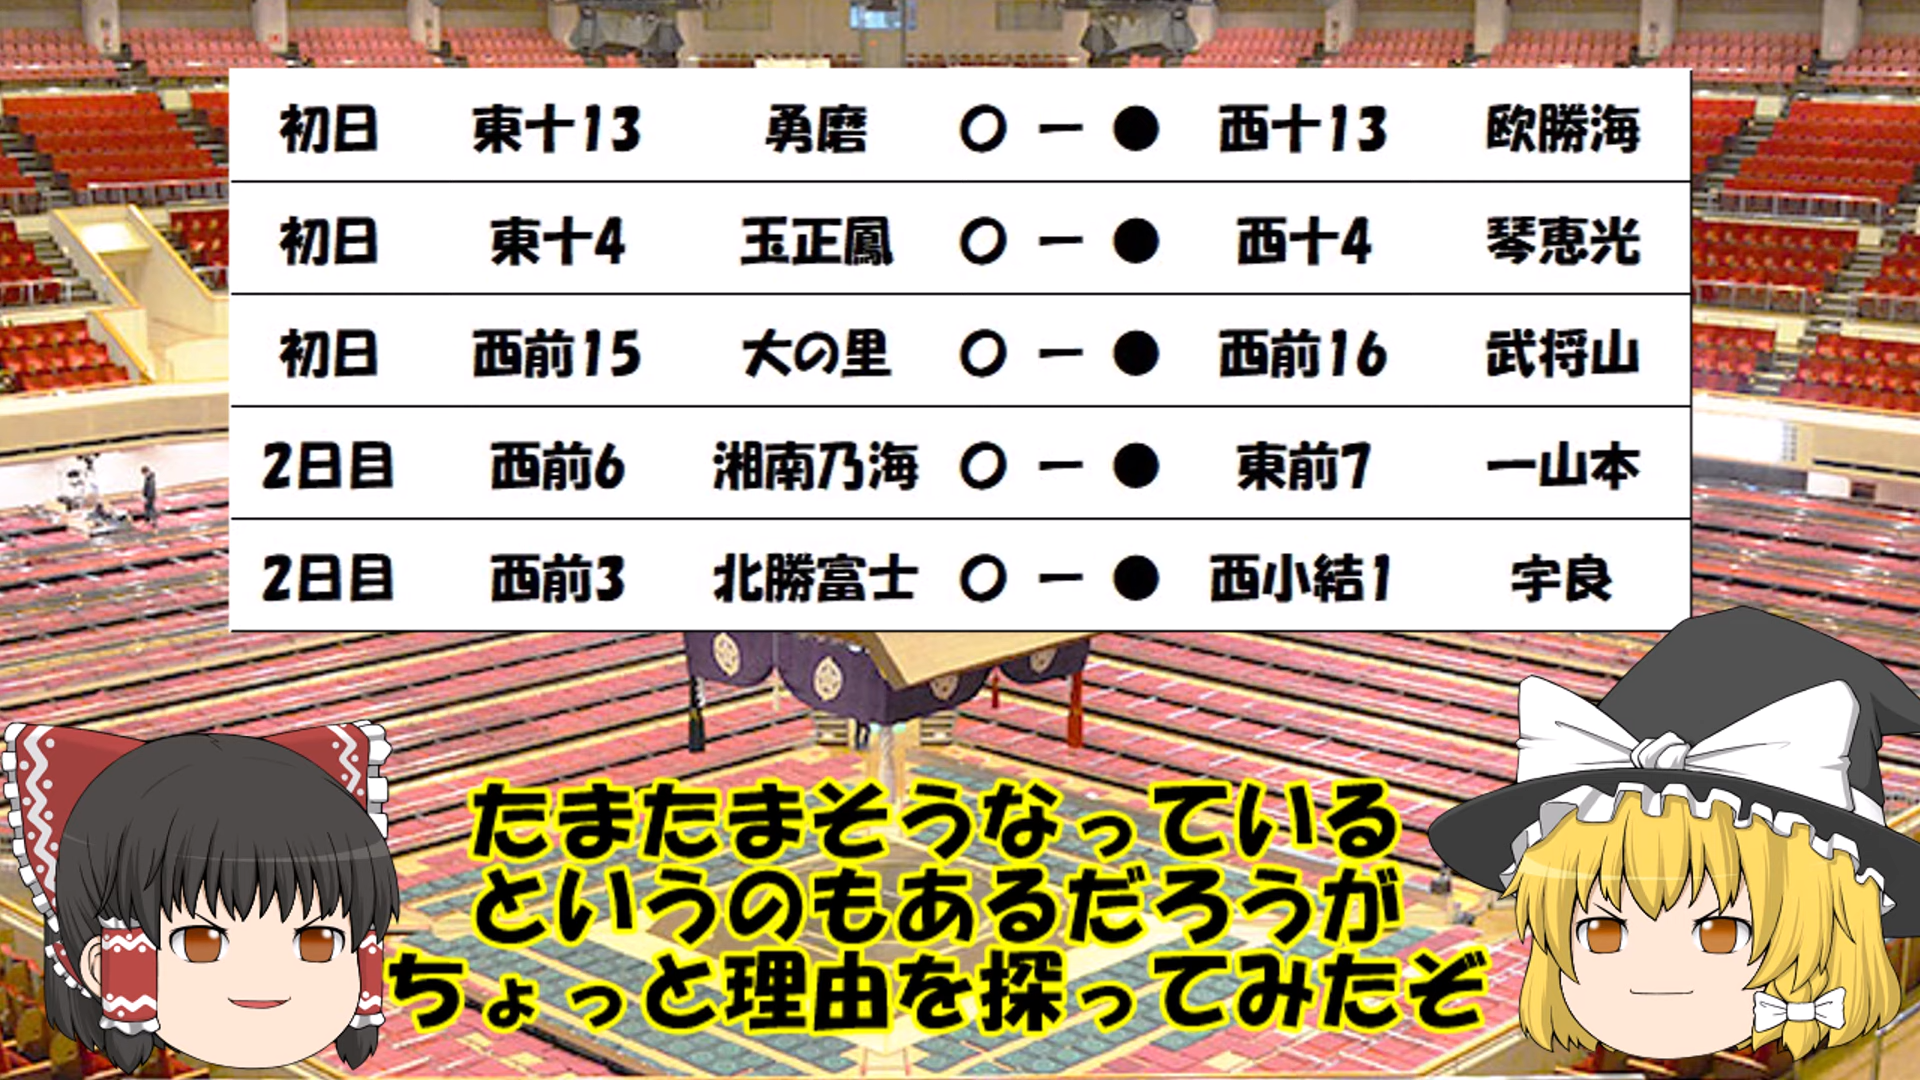 初日 東十13 勇磨 〇 ー ● 西十13 欧勝海
初日 東十4 玉正鳳 〇 ー ● 西十4 琴恵光
初日 西前15 大の里 〇 ー ● 西前16 武将山
2日目 西前6 湘南乃海 〇 ー ● 東前7 一山本
2日目 西前3 北勝富士 〇 ー ● 西小結1 宇良
たまたまそうなっている
というのもあるだろうが
ちょっと理由を探ってみたぞ